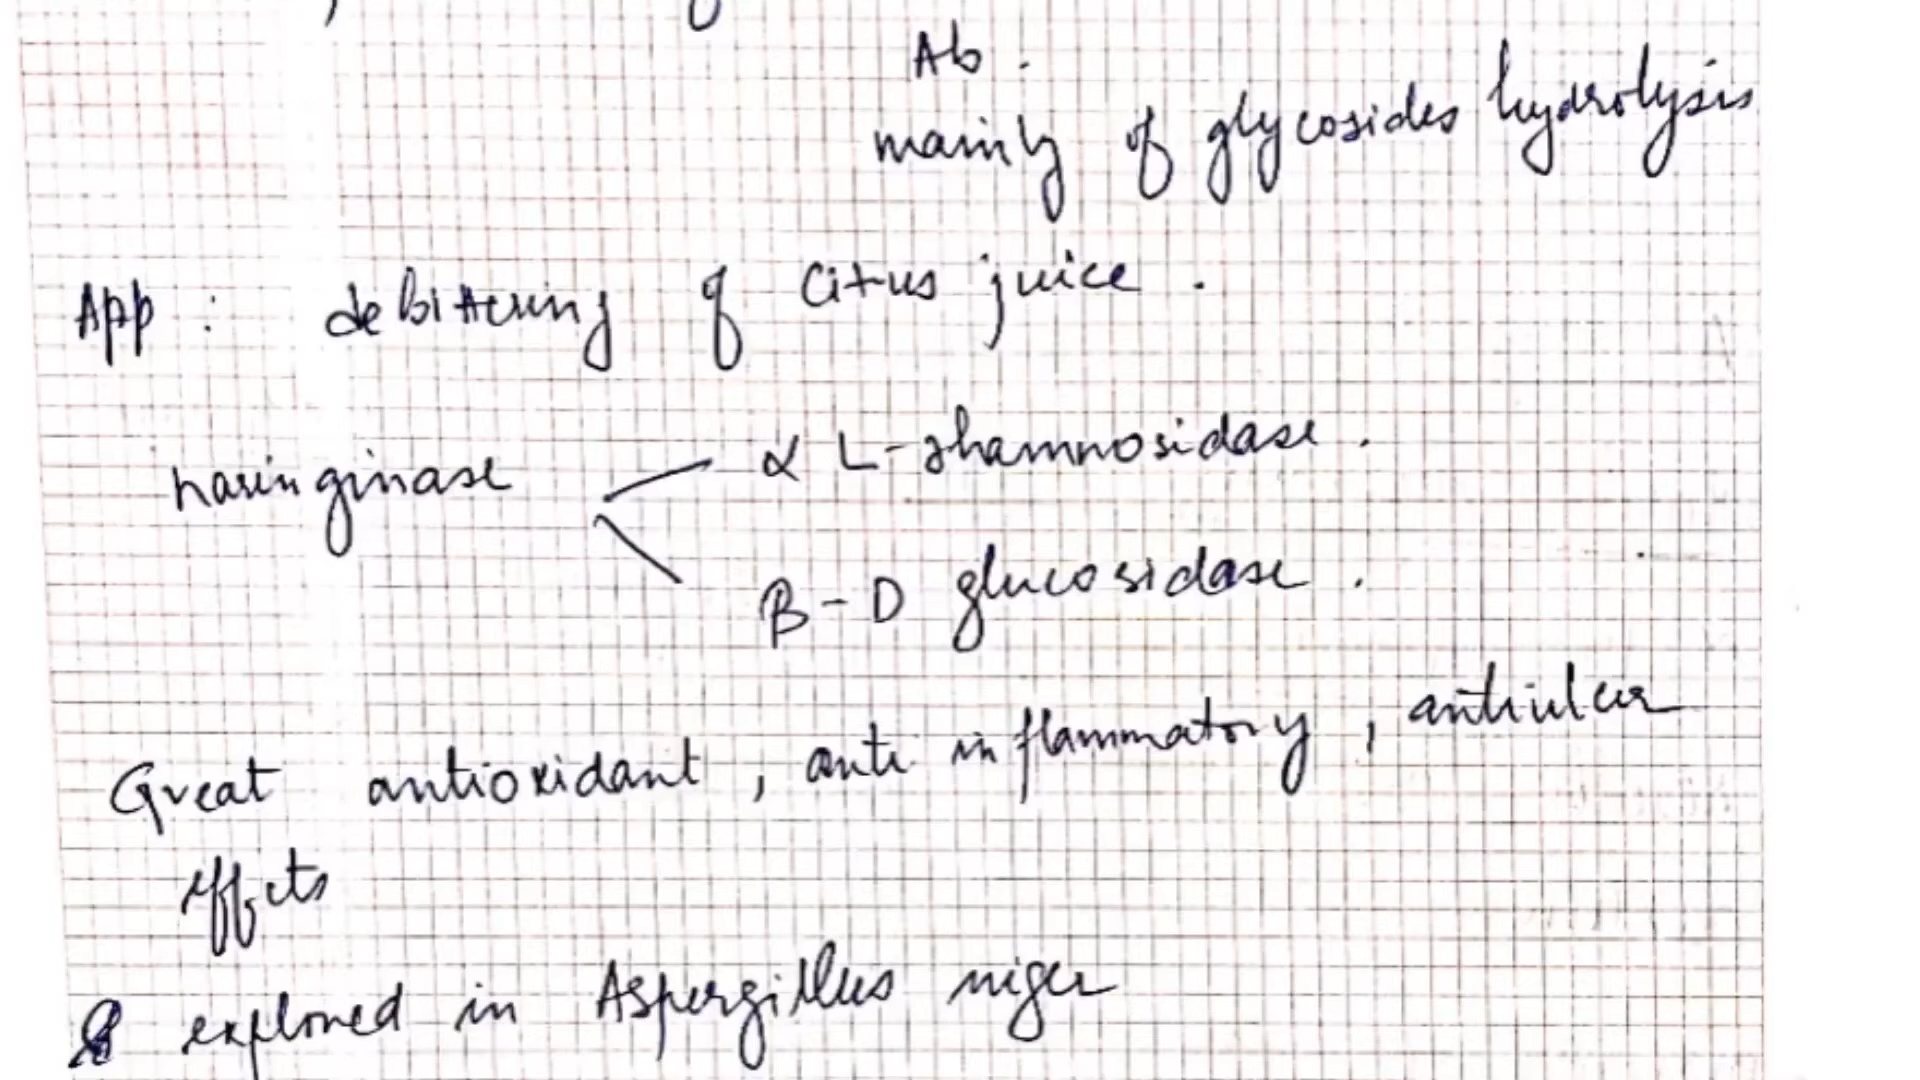 Ab.
mainly of glycosides hydrolysis
App : debittering of Citrus juice.
naringinase
α L-rhamnosidase.
B-D glucosidase.
Great antioxidant, anti inflammatory, antiulcer
effects
explored in Aspergillus niger